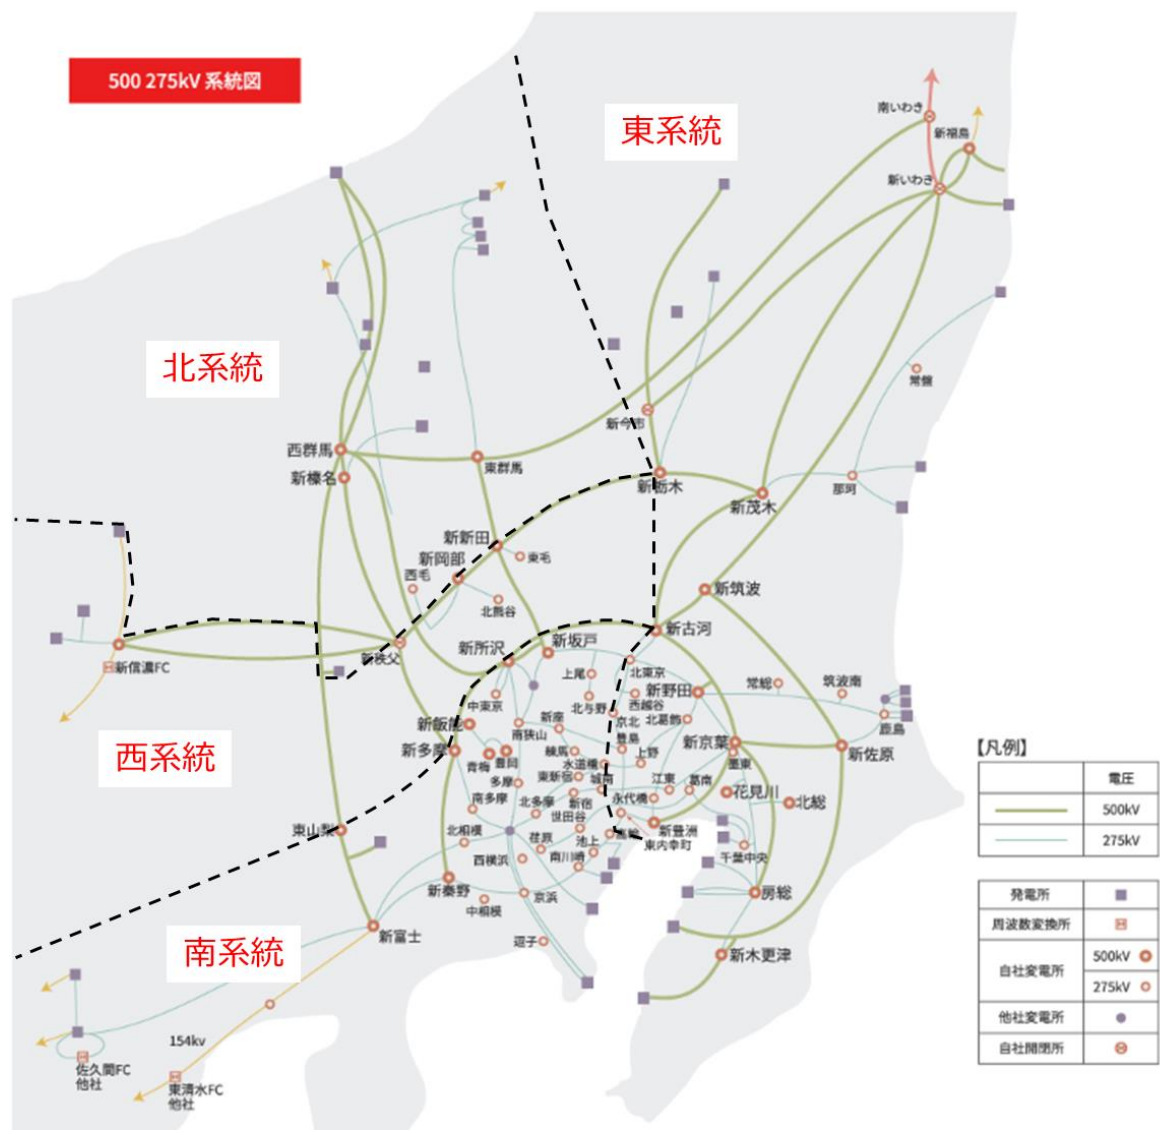 500 275kV 系統図
東系統
南いわき
新福島
新いわき
北系統
常盤
新今市
西群馬
東群馬
新榛名
新栃木
那珂
新茂木
新新田
新岡部
東毛
西毛
北熊谷
新筑波
新古河
新秩父
新所沢
新坂戸
新信濃FC
上尾
北東京
新野田
常総
筑波南
中東京
北与野
西越谷
新飯能
新座
京北
北葛飾
鹿島
南狭山
豊島
新京葉
新多摩
練馬
上野
墨東
新佐原
西系統
青梅
豊岡
水道橋
多摩
東新宿
城南
江東
葛南
花見川
北総
南多摩
北多摩
新宿
永代橋
世田谷
東山梨
北相模
荏原
池上
高輪
新豊洲
東内幸町
西横浜
南川崎
千葉中央
新秦野
京浜
房総
中相模
新富士
逗子
新木更津
南系統
154kv
佐久間FC
他社
東清水FC
他社
【凡例】
電圧
500kV
275kV
発電所
周波数変換所
自社変電所
500kV
275kV
他社変電所
自社開閉所